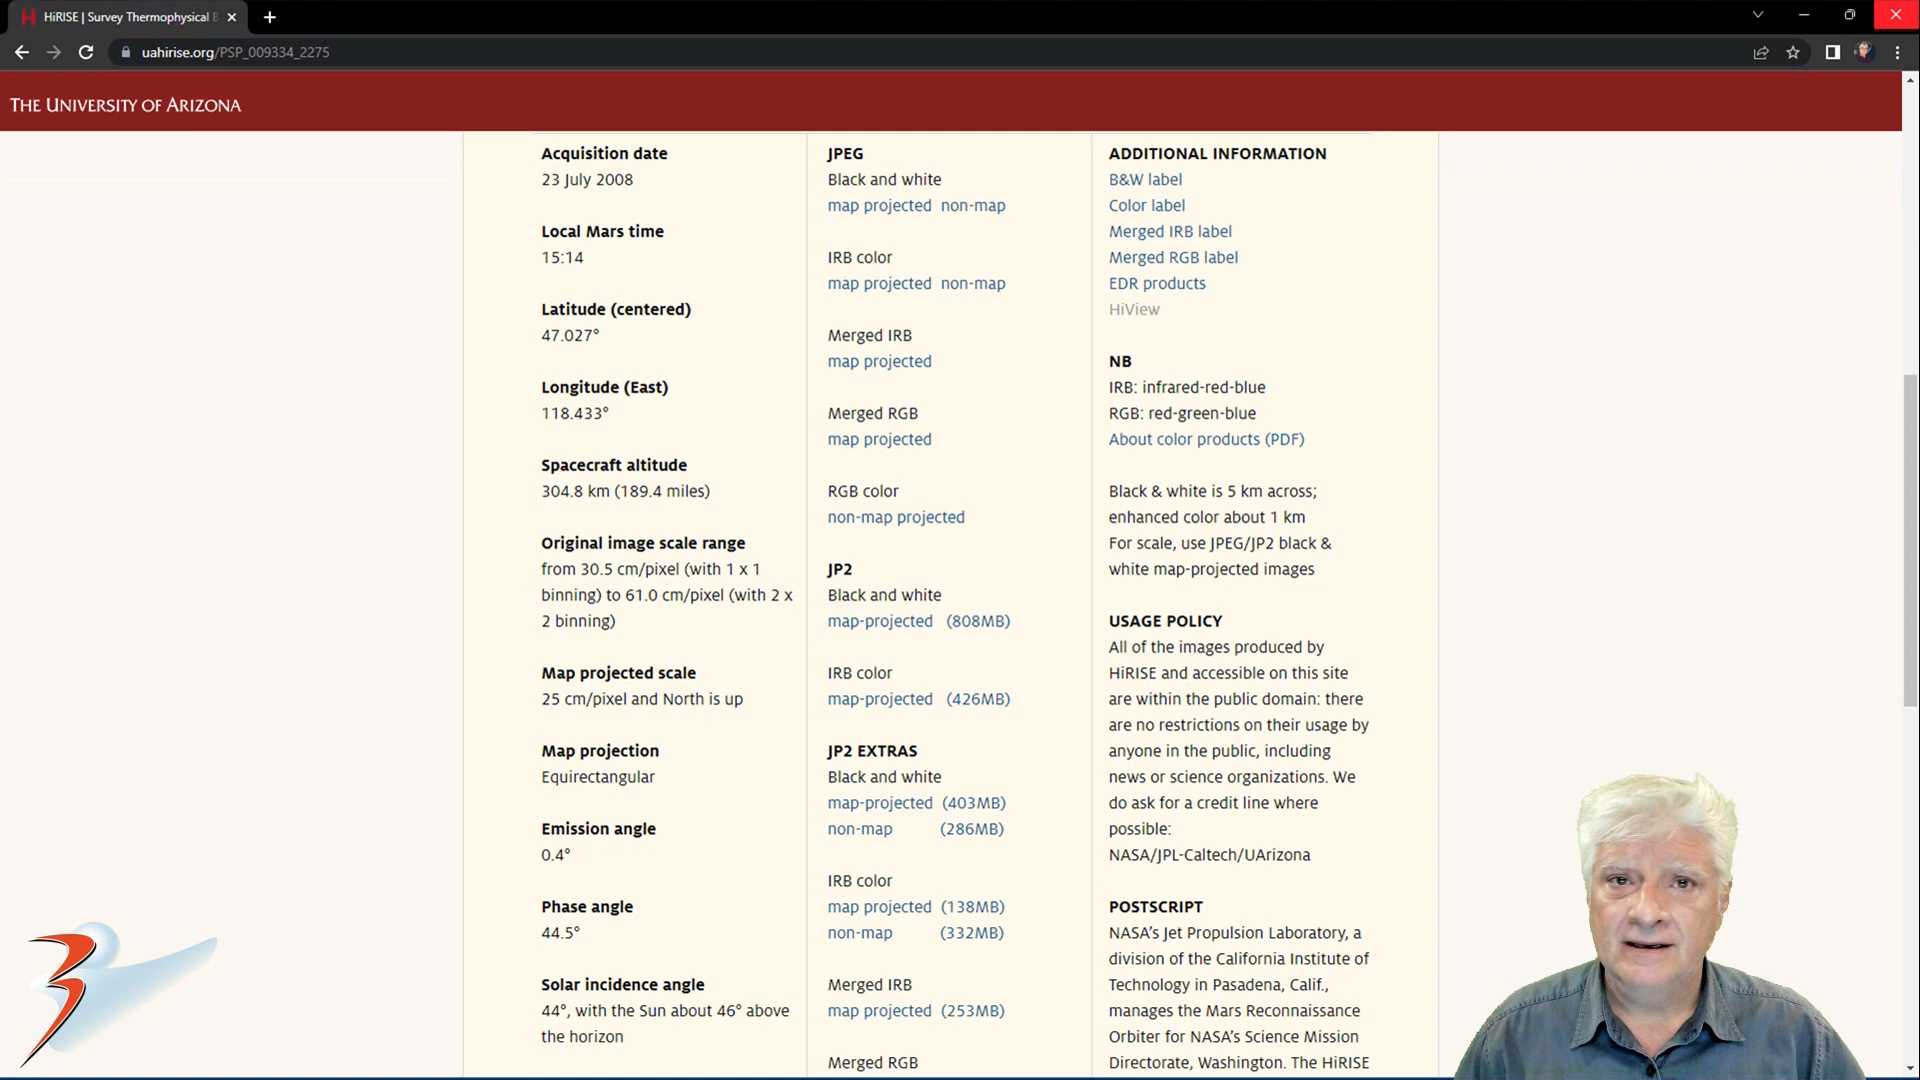 HiRISE | Survey Thermophysical
uahirise.org/PSP_009334_2275
THE UNIVERSITY OF ARIZONA
Acquisition date
23 July 2008
Local Mars time
15:14
Latitude (centered)
47.027°
Longitude (East)
118.433°
Spacecraft altitude
304.8 km (189.4 miles)
Original image scale range
from 30.5 cm/pixel (with 1 x 1
binning) to 61.0 cm/pixel (with 2 x
2 binning)
Map projected scale
25 cm/pixel and North is up
Map projection
Equirectangular
Emission angle
0.4°
Phase angle
44.5°
Solar incidence angle
44°, with the Sun about 46° above
the horizon
JPEG
Black and white
map projected non-map
IRB color
map projected non-map
Merged IRB
map projected
Merged RGB
map projected
RGB color
non-map projected
JP2
Black and white
map-projected (808MB)
IRB color
map-projected (426MB)
JP2 EXTRAS
Black and white
map-projected (403MB)
non-map (286MB)
IRB color
map projected (138MB)
non-map (332MB)
Merged IRB
map projected (253MB)
Merged RGB
ADDITIONAL INFORMATION
B&W label
Color label
Merged IRB label
Merged RGB label
EDR products
HiView
NB
IRB: infrared-red-blue
RGB: red-green-blue
About color products (PDF)
Black & white is 5 km across;
enhanced color about 1 km
For scale, use JPEG/JP2 black &
white map-projected images
USAGE POLICY
All of the images produced by
HiRISE and accessible on this site
are within the public domain: there
are no restrictions on their usage by
anyone in the public, including
news or science organizations. We
do ask for a credit line where
possible:
NASA/JPL-Caltech/UArizona
POSTSCRIPT
NASA’s Jet Propulsion Laboratory, a
division of the California Institute of
Technology in Pasadena, Calif.,
manages the Mars Reconnaissance
Orbiter for NASA’s Science Mission
Directorate, Washington. The HiRISE